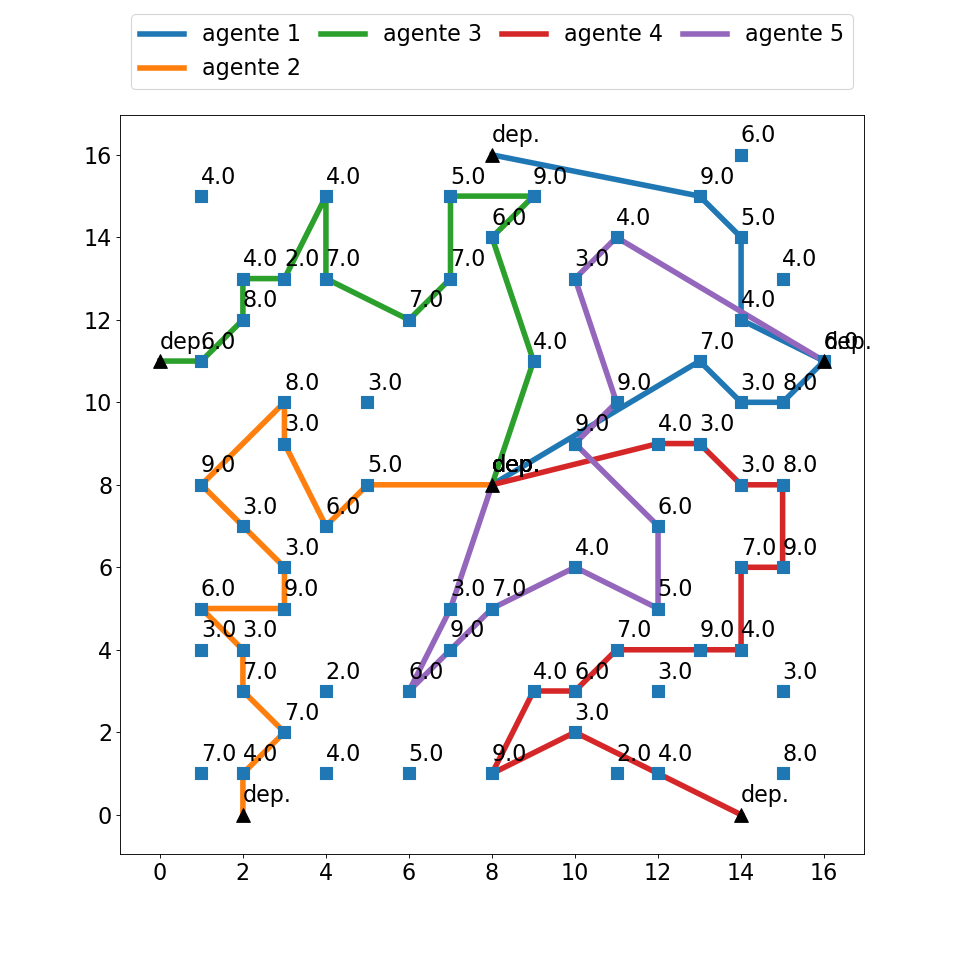 agente 1 agente 3 agente 4 agente 5
agente 2
dep. 6.0
16
4.0 4.0 5.0 9.0 9.0
6.0 4.0 5.0
14
4.0 2.0 7.0 7.0 3.0 4.0
8.0 7.0 4.0
12
dep. 6.0 4.0 7.0 6.0 dep.
8.0 3.0 9.0 3.0 8.0
10
3.0 9.0 4.0 3.0
9.0 5.0 dep. 3.0 8.0
8
3.0 6.0 6.0
3.0 4.0 7.0 9.0
6
6.0 9.0 3.0 7.0 5.0
3.0 3.0 9.0 7.0 9.0 4.0
4
7.0 2.0 6.0 4.0 6.0 3.0 3.0
7.0 3.0
2
7.0 4.0 4.0 5.0 9.0 2.0 4.0 8.0
dep. dep.
0
0 2 4 6 8 10 12 14 16